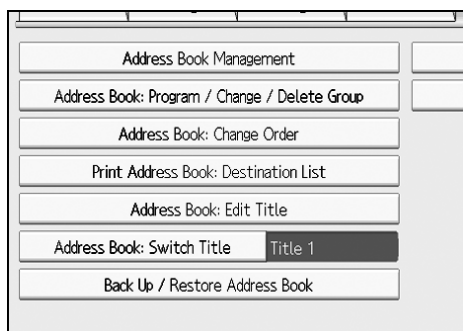 Address Book Management
Address Book: Program / Change / Delete Group
Address Book: Change Order
Print Address Book: Destination List
Address Book: Edit Title
Address Book: Switch Title Title 1
Back Up / Restore Address Book